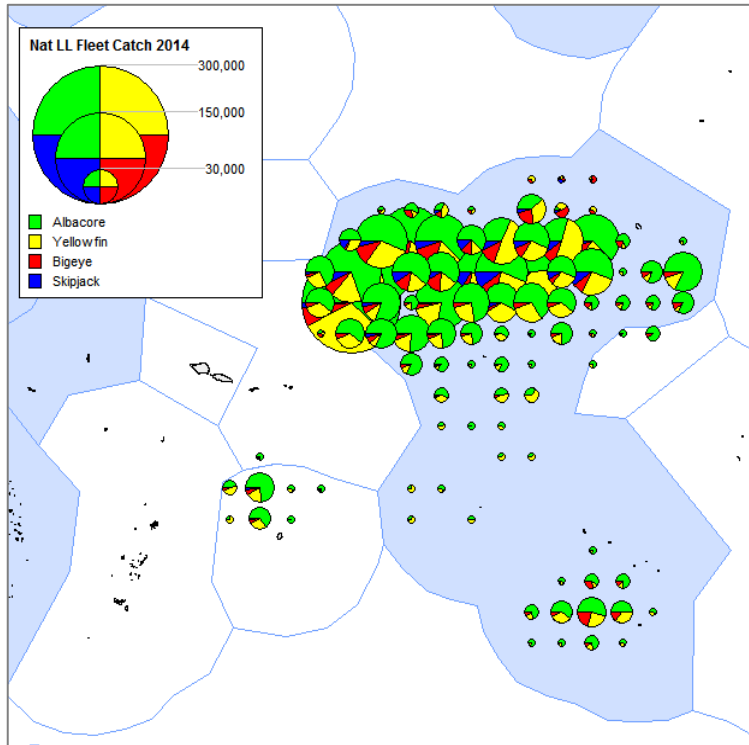 Nat LL Fleet Catch 2014
300,000
150,000
30,000
Albacore
Yellowfin
Bigeye
Skipjack